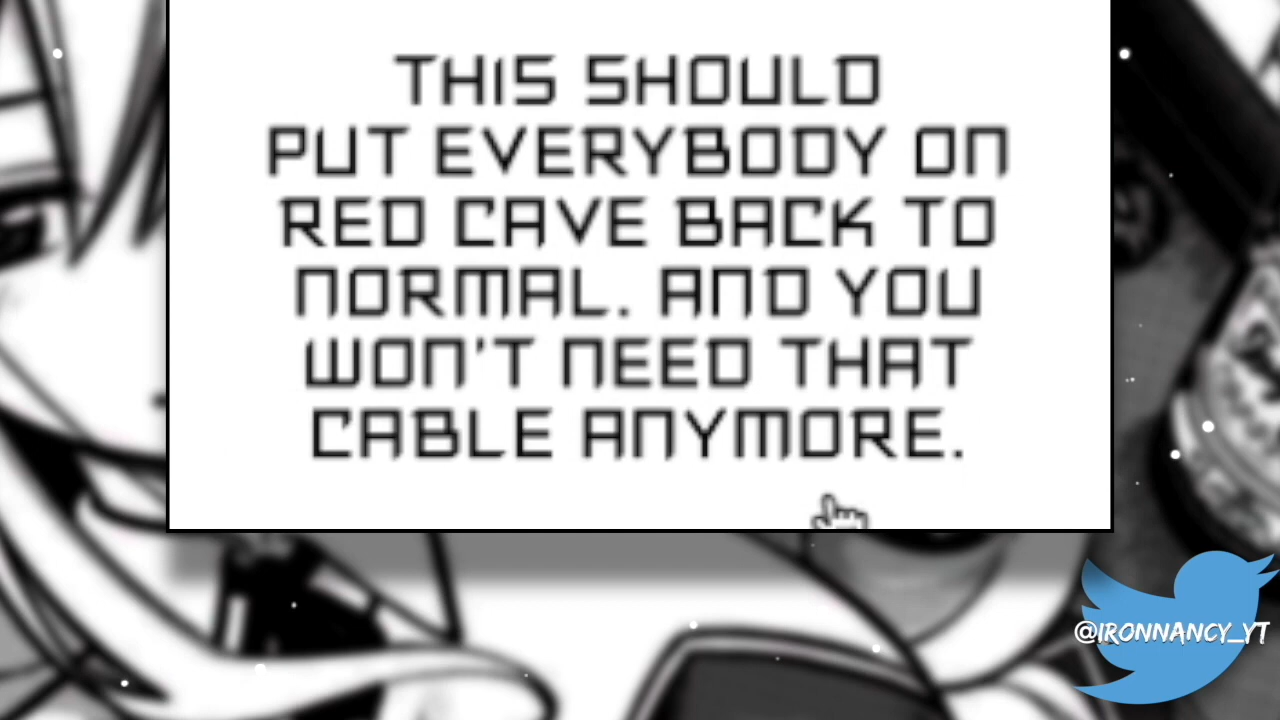 THIS SHOULD
PUT EVERYBODY ON
RED CAVE BACK TO
NORMAL. AND YOU
WON'T NEED THAT
CABLE ANYMORE.
@IRONNANCY_YT